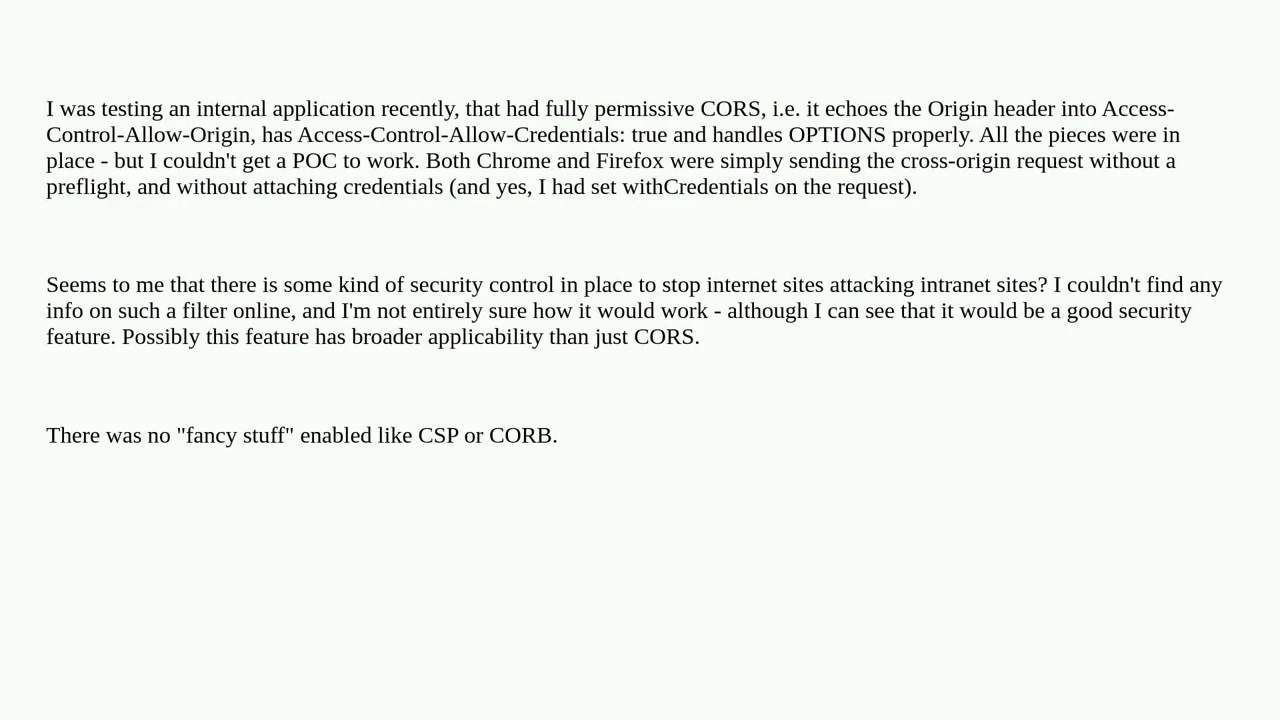 I was testing an internal application recently, that had fully permissive CORS, i.e. it echoes the Origin header into Access-
Control-Allow-Origin, has Access-Control-Allow-Credentials: true and handles OPTIONS properly. All the pieces were in
place - but I couldn't get a POC to work. Both Chrome and Firefox were simply sending the cross-origin request without a
preflight, and without attaching credentials (and yes, I had set withCredentials on the request).
Seems to me that there is some kind of security control in place to stop internet sites attacking intranet sites? I couldn't find any
info on such a filter online, and I'm not entirely sure how it would work - although I can see that it would be a good security
feature. Possibly this feature has broader applicability than just CORS.
There was no "fancy stuff" enabled like CSP or CORB.